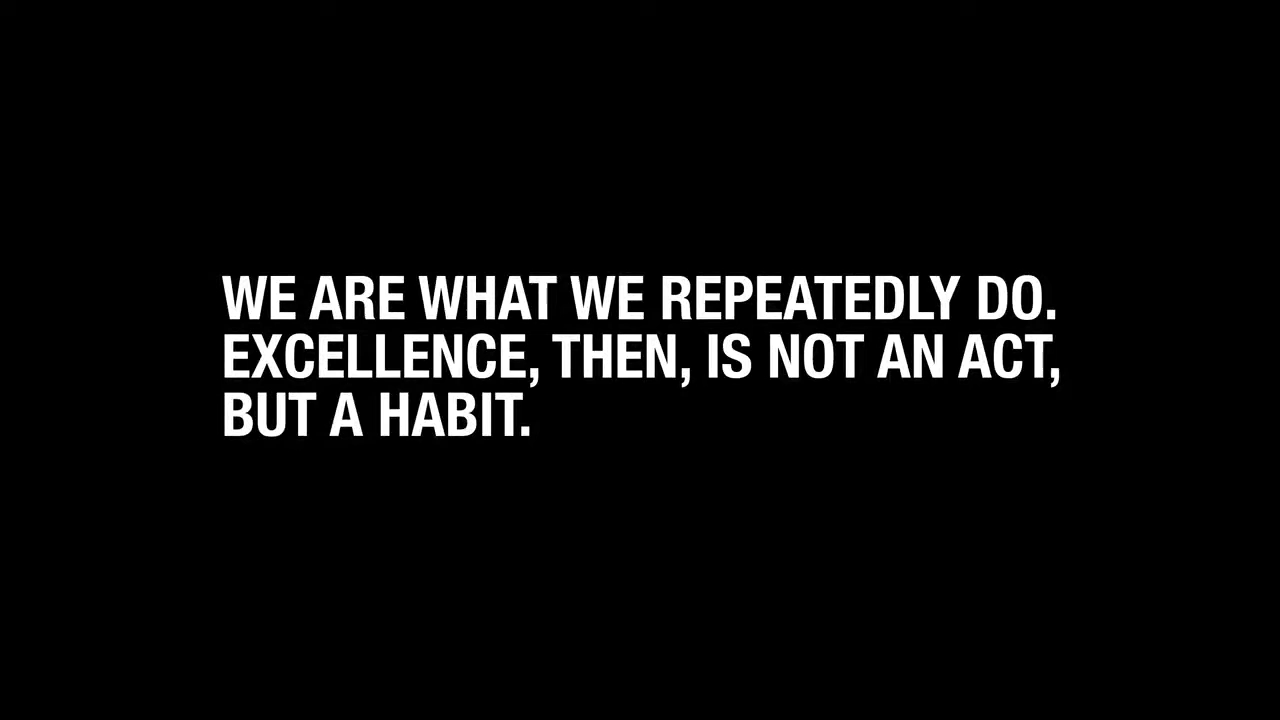 WE ARE WHAT WE REPEATEDLY DO.
EXCELLENCE, THEN, IS NOT AN ACT,
BUT A HABIT.